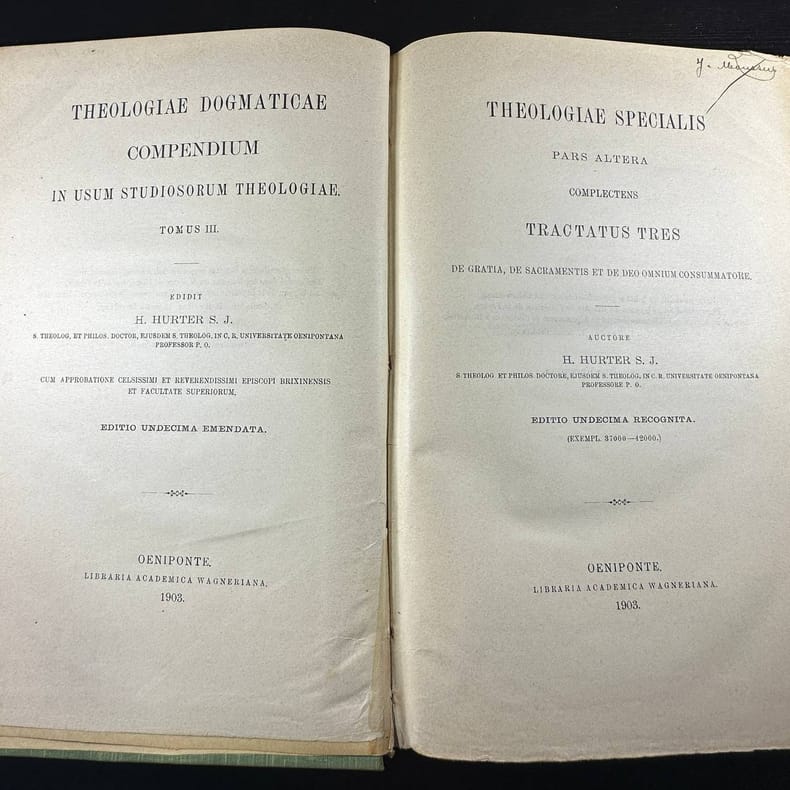 THEOLOGIAE DOGMATICAE
COMPENDIUM
IN USUM STUDIOSORUM THEOLOGIAE.
TOMUS III.
EDIDIT
H. HURTER S. J.
S. THEOLOG. ET PHILOS. DOCTOR, EJUSDEM S. THEOLOG. IN C. R. UNIVERSITATE OENIPONTANA
PROFESSOR P. O.
CUM APPROBATIONE CELSISSIMI ET REVERENDISSIMI EPISCOPI BRIXINENSIS
ET FACULTATE SUPERIORUM.
EDITIO UNDECIMA EMENDATA.
OENIPONTE.
LIBRARIA ACADEMICA WAGNERIANA.
1903.
THEOLOGIAE SPECIALIS
PARS ALTERA
COMPLECTENS
TRACTATUS TRES
DE GRATIA, DE SACRAMENTIS ET DE DEO OMNIUM CONSUMMATORE.
AUCTORE
H. HURTER S. J.
S. THEOLOG. ET PHILOS. DOCTORE, EJUSDEM S. THEOLOG. IN C. R. UNIVERSITATE OENIPONTANA
PROFESSORE P. O.
EDITIO UNDECIMA RECOGNITA.
(EXEMPL. 37000—42000.)
OENIPONTE.
LIBRARIA ACADEMICA WAGNERIANA.
1903.